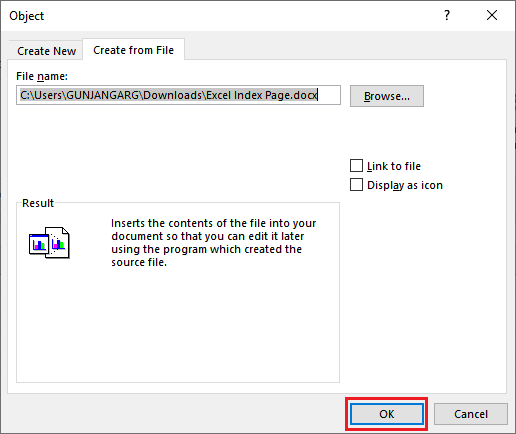 Object
?
Create New
Create from File
File name:
C:\Users\GUNJANGARG\Downloads\Excel Index Page.docx
Browse...
Link to file
Display as icon
Result
Inserts the contents of the file into your
document so that you can edit it later
using the program which created the
source file.
OK
Cancel